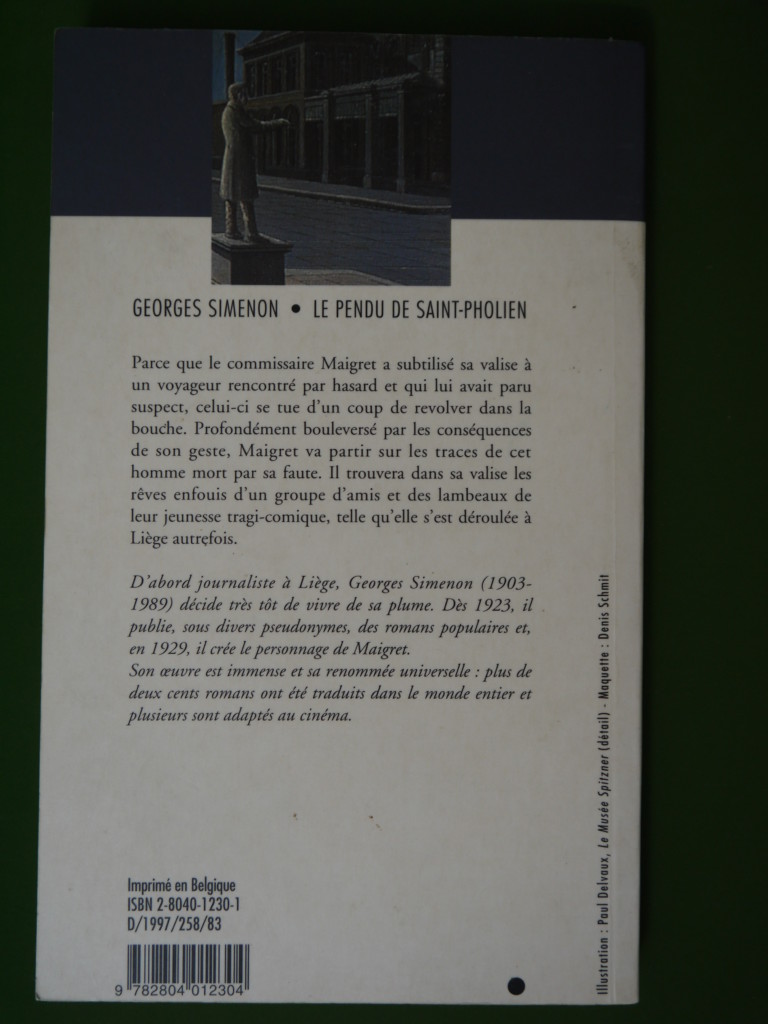 GEORGES SIMENON • LE PENDU DE SAINT-PHOLIEN
Parce que le commissaire Maigret a subtilisé sa valise à
un voyageur rencontré par hasard et qui lui avait paru
suspect, celui-ci se tue d'un coup de revolver dans la
bouche. Profondément bouleversé par les conséquences
de son geste, Maigret va partir sur les traces de cet
homme mort par sa faute. Il trouvera dans sa valise les
rêves enfouis d'un groupe d'amis et des lambeaux de
leur jeunesse tragi-comique, telle qu'elle s'est déroulée à
Liège autrefois.
D'abord journaliste à Liège, Georges Simenon (1903-
1989) décide très tôt de vivre de sa plume. Dès 1923, il
publie, sous divers pseudonymes, des romans populaires et,
en 1929, il crée le personnage de Maigret.
Son œuvre est immense et sa renommée universelle : plus de
deux cents romans ont été traduits dans le monde entier et
plusieurs sont adaptés au cinéma.
Imprimé en Belgique
ISBN 2-8040-1230-1
D/1997/258/83
9 782804 012304
Illustration : Paul Delvaux, Le Musée Spitzner (détail) - Maquette : Denis Schmit